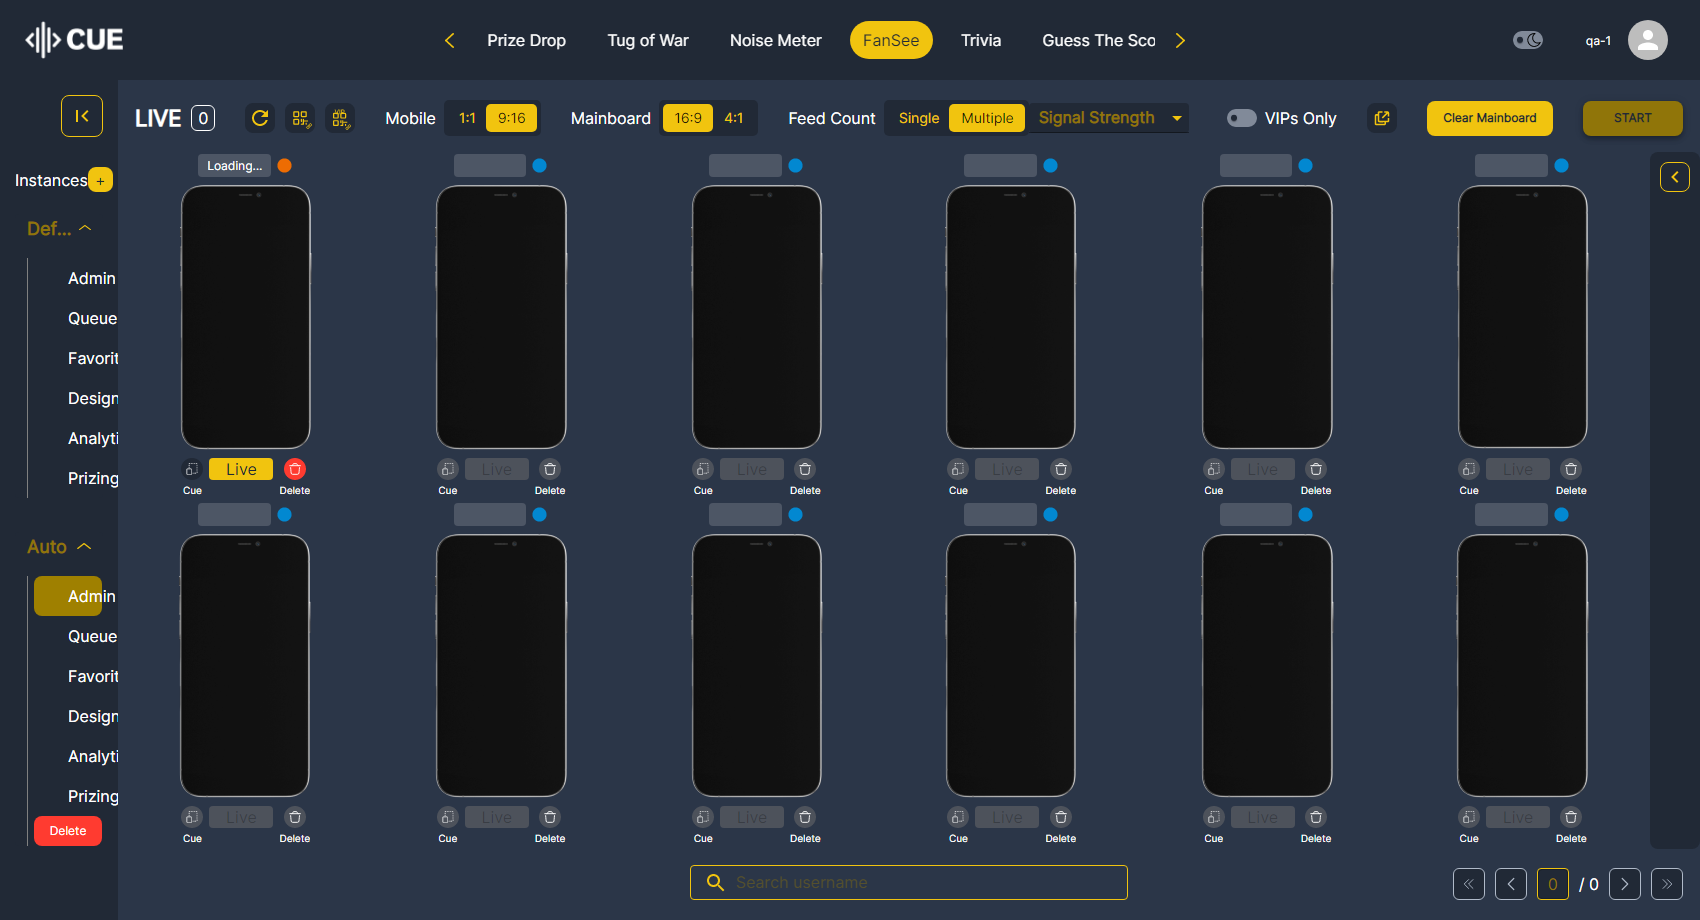 CUE
Prize Drop
Tug of War
Noise Meter
FanSee
Trivia
Guess The Sco
qa-1
LIVE 0
Mobile 1:1 9:16
Mainboard 16:9 4:1
Feed Count Single Multiple
Signal Strength
VIPs Only
Clear Mainboard
START
Instances +
Def...
Admin
Queue
Favorit
Design
Analyti
Prizing
Auto
Admin
Queue
Favorit
Design
Analyti
Prizing
Delete
Loading...
Live Live Live Live Live Live
Cue Delete Cue Delete Cue Delete Cue Delete Cue Delete Cue Delete
Live Live Live Live Live Live
Cue Delete Cue Delete Cue Delete Cue Delete Cue Delete Cue Delete
Search username
0 / 0